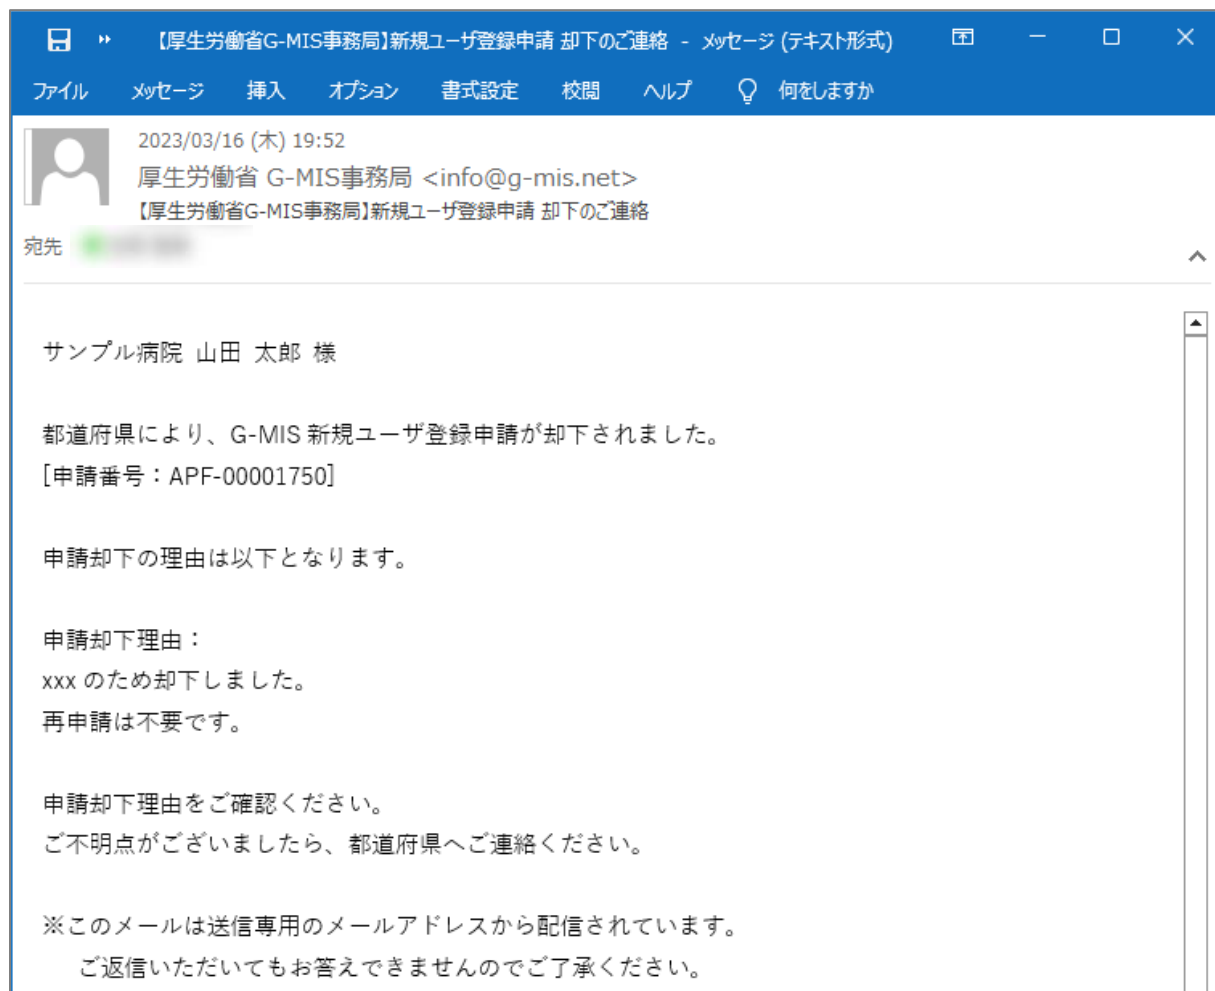 【厚生労働省G-MIS事務局】新規ユーザ登録申請 却下のご連絡 - メッセージ (テキスト形式)
ファイル メッセージ 挿入 オプション 書式設定 校閲 ヘルプ 何をしますか
2023/03/16 (木) 19:52
厚生労働省 G-MIS事務局 <info@g-mis.net>
【厚生労働省G-MIS事務局】新規ユーザ登録申請 却下のご連絡
宛先
サンプル病院 山田 太郎 様
都道府県により、G-MIS 新規ユーザ登録申請が却下されました。
[申請番号：APF-00001750]
申請却下の理由は以下となります。
申請却下理由：
xxx のため却下しました。
再申請は不要です。
申請却下理由をご確認ください。
ご不明点がございましたら、都道府県へご連絡ください。
※このメールは送信専用のメールアドレスから配信されています。
ご返信いただいてもお答えできませんのでご了承ください。